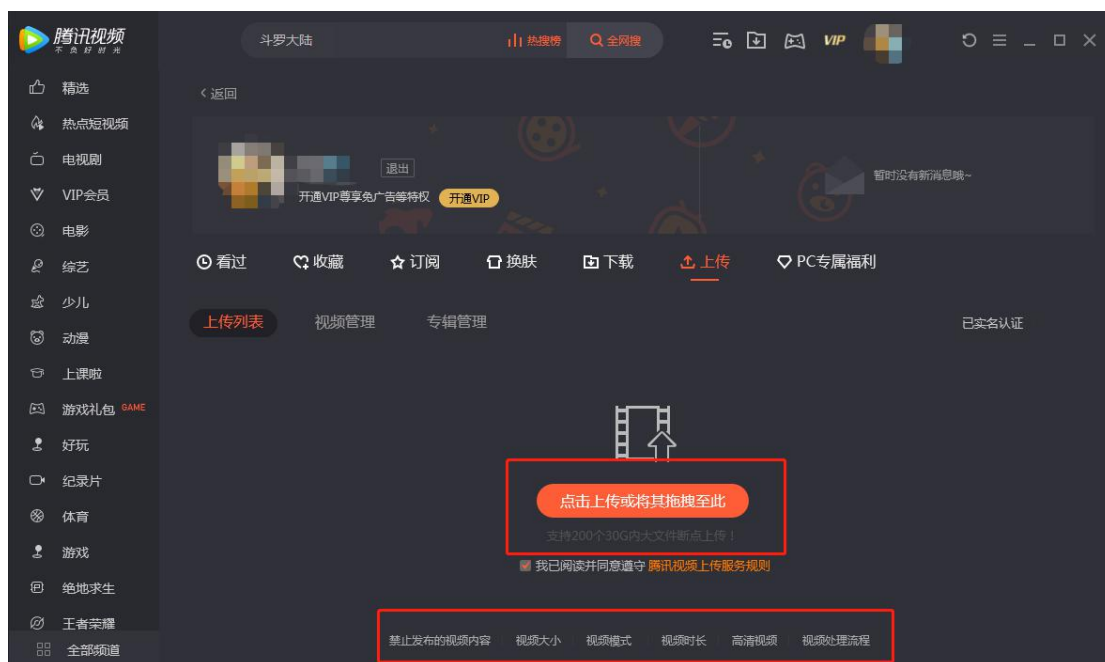 腾讯视频
不负好时光
斗罗大陆
热搜榜
全网搜
VIP
精选
热点短视频
电视剧
VIP会员
电影
综艺
少儿
动漫
上课啦
游戏礼包 GAME
好玩
纪录片
体育
游戏
绝地求生
王者荣耀
全部频道
返回
退出
开通VIP尊享免广告等特权 开通VIP
暂时没有新消息哦~
看过 收藏 订阅 换肤 下载 上传 PC专属福利
上传列表 视频管理 专辑管理 已实名认证
点击上传或将其拖拽至此
支持200个30G内大文件断点上传！
我已阅读并同意遵守 腾讯视频上传服务规则
禁止发布的视频内容 视频大小 视频模式 视频时长 高清视频 视频处理流程